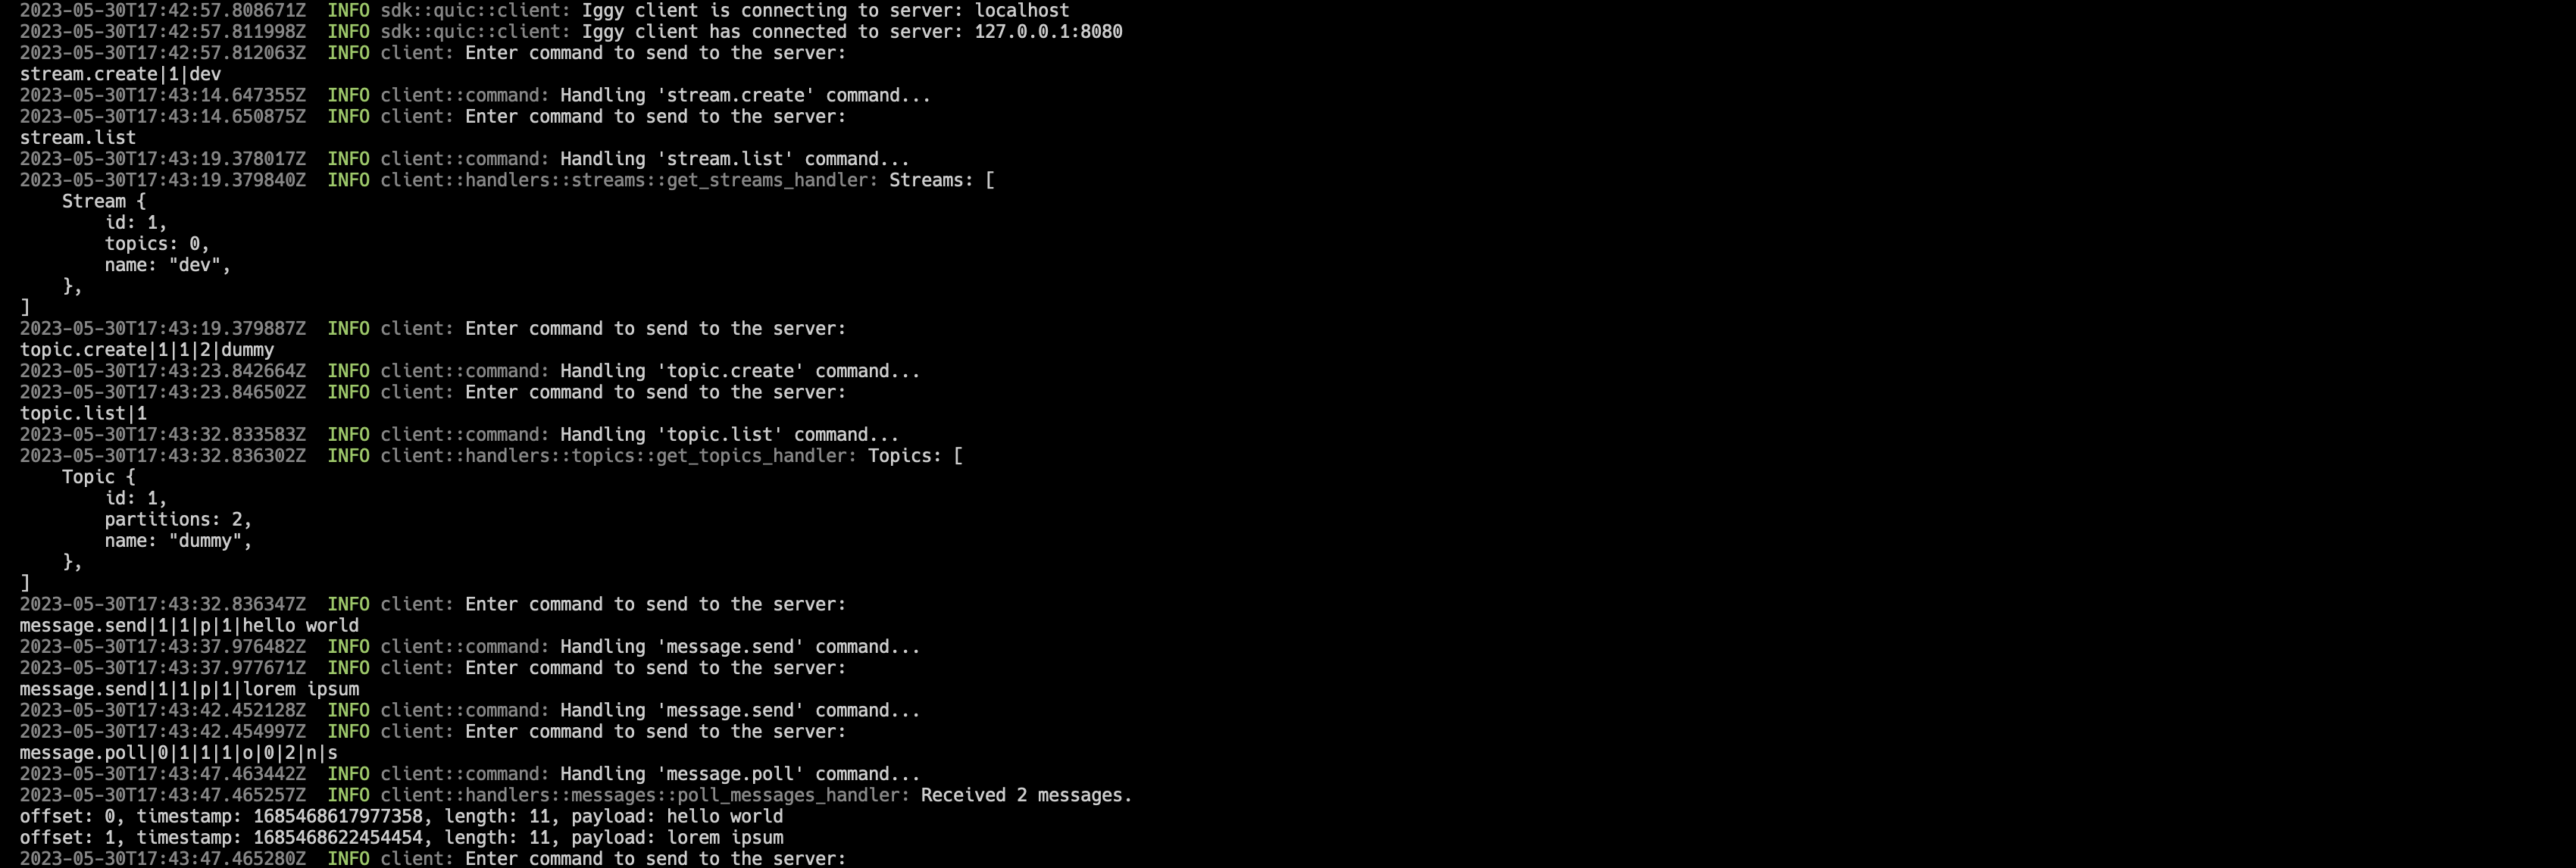 2023-05-30T17:42:57.808671Z  INFO sdk::quic::client: Iggy client is connecting to server: localhost
2023-05-30T17:42:57.811998Z  INFO sdk::quic::client: Iggy client has connected to server: 127.0.0.1:8080
2023-05-30T17:42:57.812063Z  INFO client: Enter command to send to the server:
stream.create|1|dev
2023-05-30T17:43:14.647355Z  INFO client::command: Handling 'stream.create' command...
2023-05-30T17:43:14.650875Z  INFO client: Enter command to send to the server:
stream.list
2023-05-30T17:43:19.378017Z  INFO client::command: Handling 'stream.list' command...
2023-05-30T17:43:19.379840Z  INFO client::handlers::streams::get_streams_handler: Streams: [
    Stream {
        id: 1,
        topics: 0,
        name: "dev",
    },
]
2023-05-30T17:43:19.379887Z  INFO client: Enter command to send to the server:
topic.create|1|1|2|dummy
2023-05-30T17:43:23.842664Z  INFO client::command: Handling 'topic.create' command...
2023-05-30T17:43:23.846502Z  INFO client: Enter command to send to the server:
topic.list|1
2023-05-30T17:43:32.833583Z  INFO client::command: Handling 'topic.list' command...
2023-05-30T17:43:32.836302Z  INFO client::handlers::topics::get_topics_handler: Topics: [
    Topic {
        id: 1,
        partitions: 2,
        name: "dummy",
    },
]
2023-05-30T17:43:32.836347Z  INFO client: Enter command to send to the server:
message.send|1|1|p|1|hello world
2023-05-30T17:43:37.976482Z  INFO client::command: Handling 'message.send' command...
2023-05-30T17:43:37.977671Z  INFO client: Enter command to send to the server:
message.send|1|1|p|1|lorem ipsum
2023-05-30T17:43:42.452128Z  INFO client::command: Handling 'message.send' command...
2023-05-30T17:43:42.454997Z  INFO client: Enter command to send to the server:
message.poll|0|1|1|1|o|0|2|n|s
2023-05-30T17:43:47.463442Z  INFO client::command: Handling 'message.poll' command...
2023-05-30T17:43:47.465257Z  INFO client::handlers::messages::poll_messages_handler: Received 2 messages.
offset: 0, timestamp: 1685468617977358, length: 11, payload: hello world
offset: 1, timestamp: 1685468622454454, length: 11, payload: lorem ipsum
2023-05-30T17:43:47.465280Z  INFO client: Enter command to send to the server: